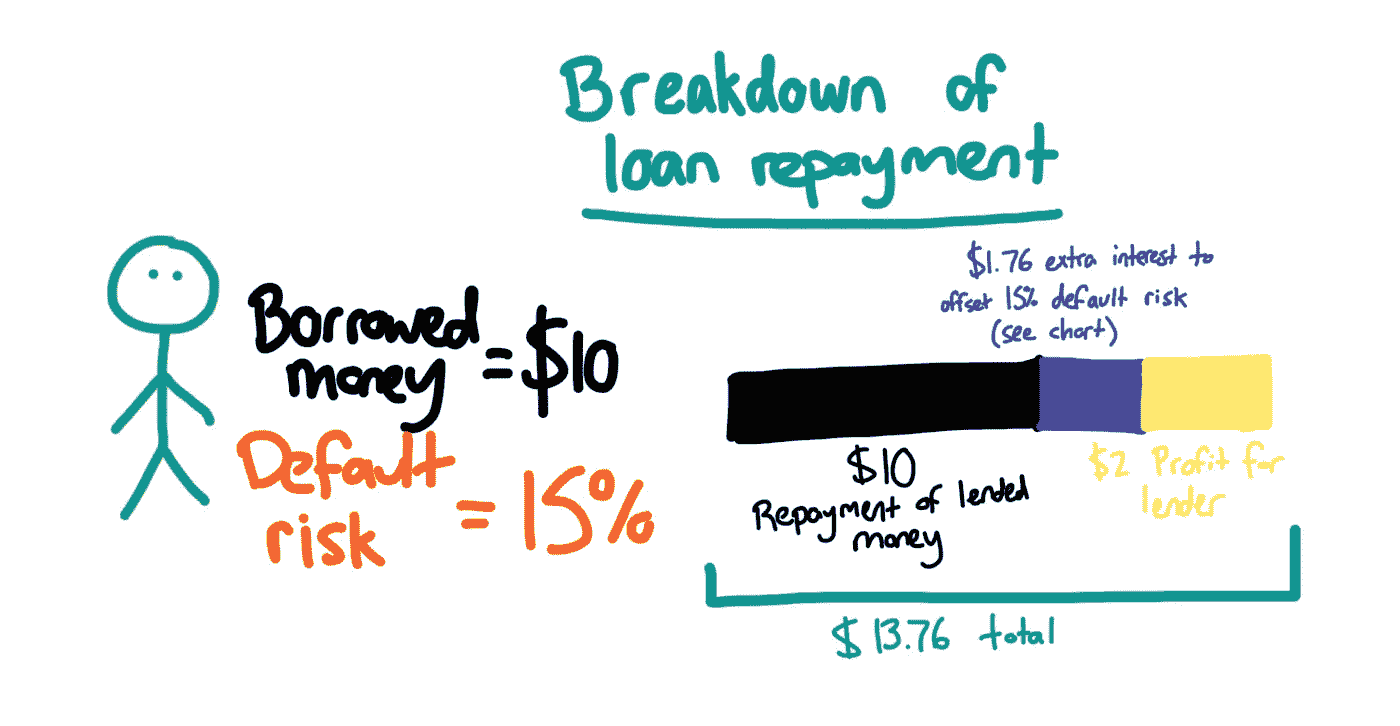 Breakdown of
loan repayment
Borrowed
money = $10
Default
risk = 15%
$1.76 extra interest to
offset 15% default risk
(see chart)
$10
Repayment of lended
money
$2 Profit for
lender
$13.76 total